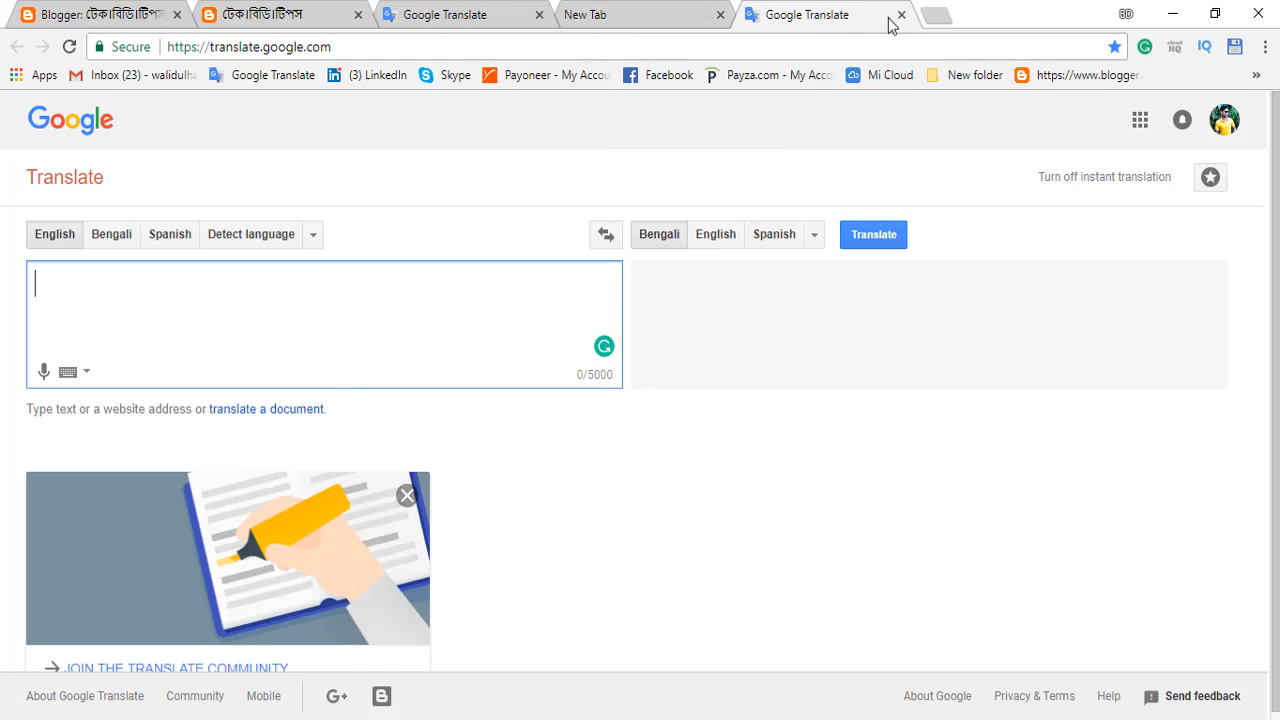 Blogger: টেক।বিডি।টিপস
টেক।বিডি।টিপস
Google Translate
New Tab
Google Translate
BD
Secure
https://translate.google.com
Apps
Inbox (23) - walidulha
Google Translate
(3) LinkedIn
Skype
Payoneer - My Accou
Facebook
Payza.com - My Acco
Mi Cloud
New folder
https://www.blogger
»
Google
Translate
Turn off instant translation
English
Bengali
Spanish
Detect language
Bengali
English
Spanish
Translate
0/5000
Type text or a website address or translate a document.
JOIN THE TRANSLATE COMMUNITY
About Google Translate
Community
Mobile
G+
About Google
Privacy & Terms
Help
Send feedback